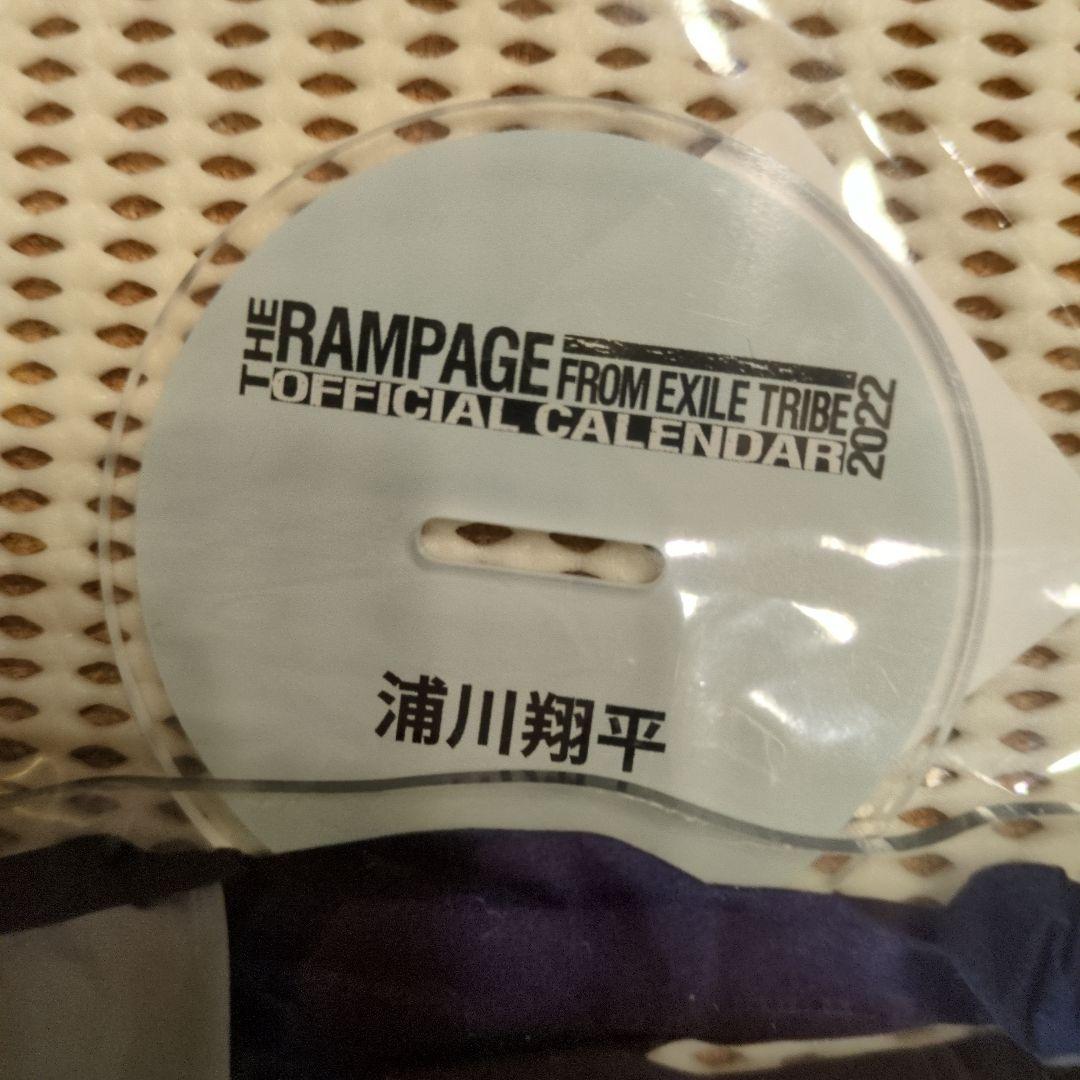 THE RAMPAGE FROM EXILE TRIBE
OFFICIAL CALENDAR 2022
浦川翔平